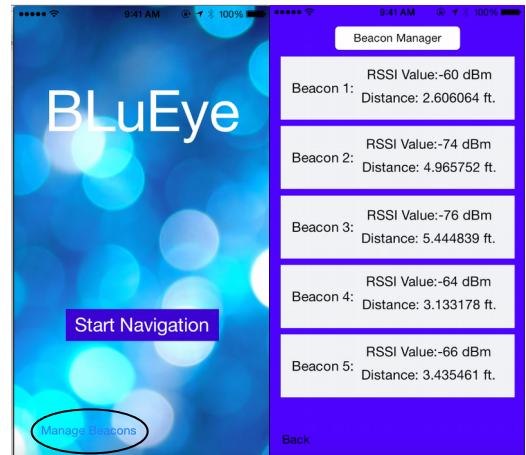 9:41 AM 100%
BLuEye
Start Navigation
Manage Beacons
9:41 AM 100%
Beacon Manager
Beacon 1:
RSSI Value:-60 dBm
Distance: 2.606064 ft.
Beacon 2:
RSSI Value:-74 dBm
Distance: 4.965752 ft.
Beacon 3:
RSSI Value:-76 dBm
Distance: 5.444839 ft.
Beacon 4:
RSSI Value:-64 dBm
Distance: 3.133178 ft.
Beacon 5:
RSSI Value:-66 dBm
Distance: 3.435461 ft.
Back